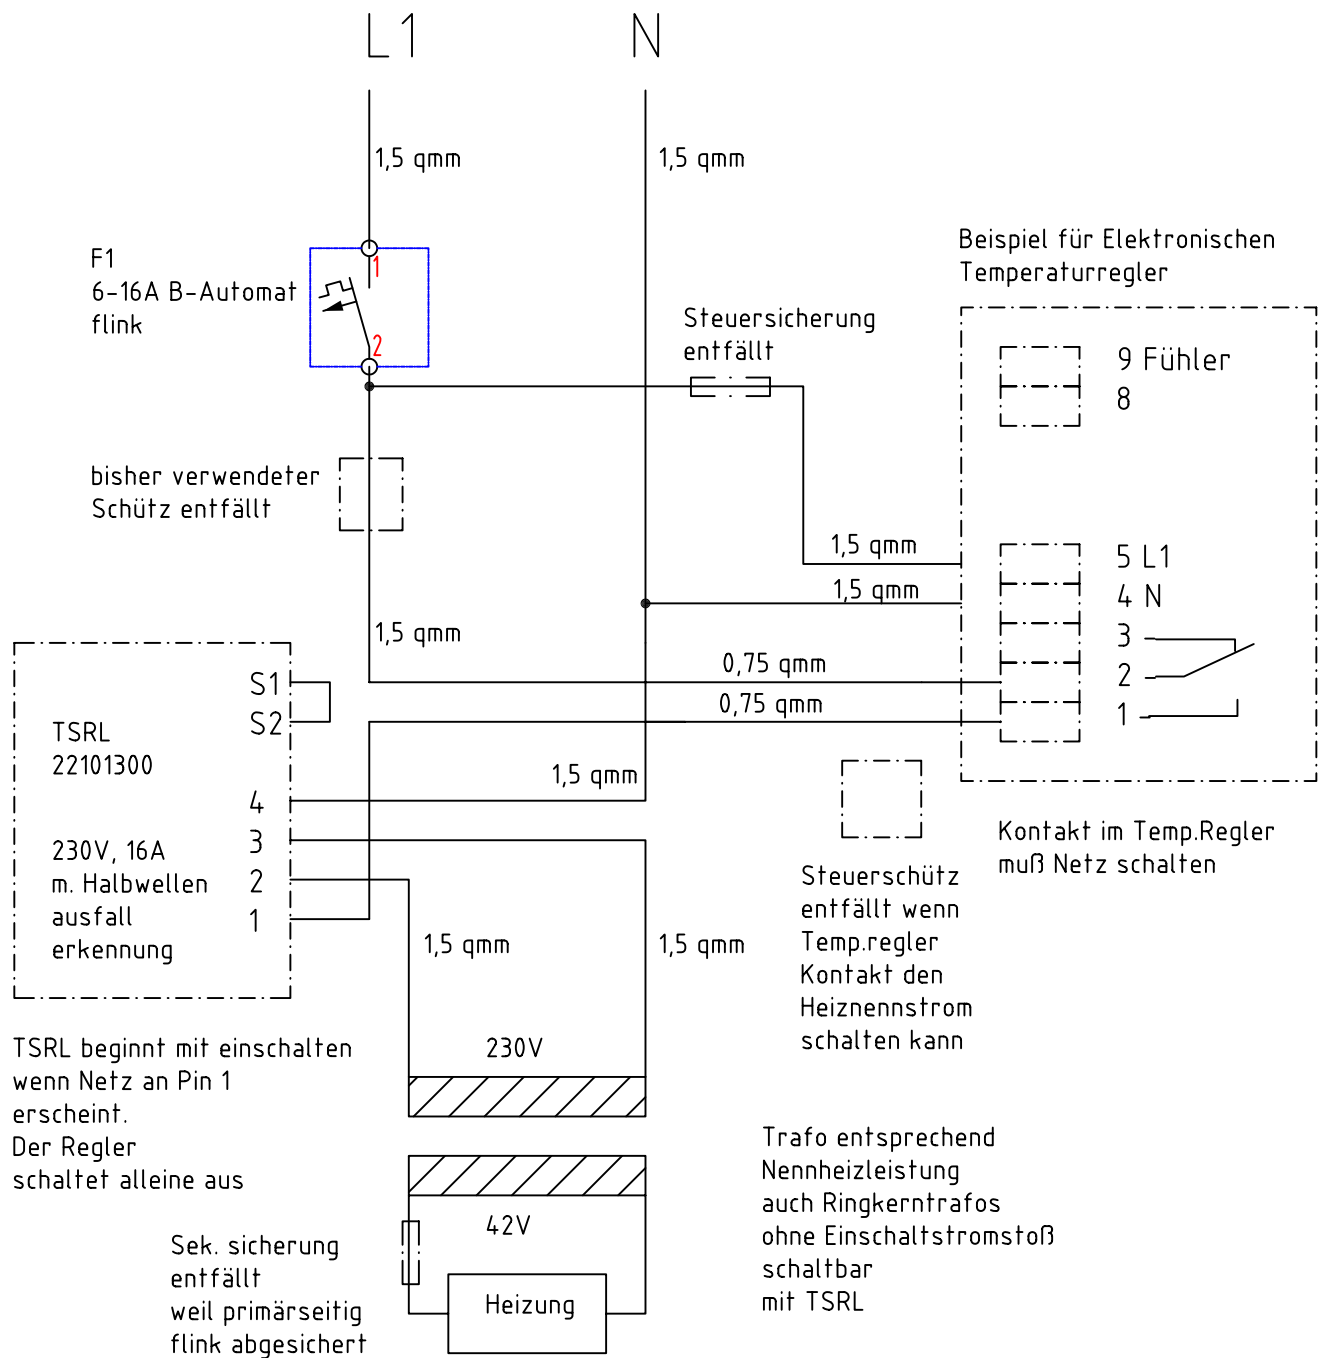 L1
N
1,5 qmm
1,5 qmm
F1
6-16A B-Automat
flink
1
2
Beispiel für Elektronischen
Temperaturregler
Steuersicherung
entfällt
9 Fühler
8
bisher verwendeter
Schütz entfällt
1,5 qmm
1,5 qmm
5 L1
4 N
3
2
1
1,5 qmm
0,75 qmm
0,75 qmm
S1
S2
TSRL
22101300
4
3
2
1
230V, 16A
m. Halbwellen
ausfall
erkennung
1,5 qmm
Kontakt im Temp.Regler
muß Netz schalten
Steuerschütz
entfällt wenn
Temp.regler
Kontakt den
Heiznennstrom
schalten kann
1,5 qmm
1,5 qmm
TSRL beginnt mit einschalten
wenn Netz an Pin 1
erscheint.
Der Regler
schaltet alleine aus
230V
42V
Trafo entsprechend
Nennheizleistung
auch Ringkerntrafos
ohne Einschaltstromstoß
schaltbar
mit TSRL
Sek. sicherung
entfällt
weil primärseitig
flink abgesichert
Heizung